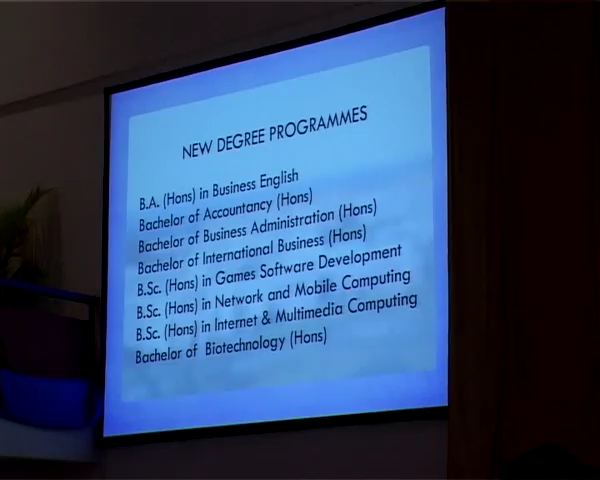 NEW DEGREE PROGRAMMES
B.A. (Hons) in Business English
Bachelor of Accountancy (Hons)
Bachelor of Business Administration (Hons)
Bachelor of International Business (Hons)
B.Sc. (Hons) in Games Software Development
B.Sc. (Hons) in Network and Mobile Computing
B.Sc. (Hons) in Internet & Multimedia Computing
Bachelor of Biotechnology (Hons)